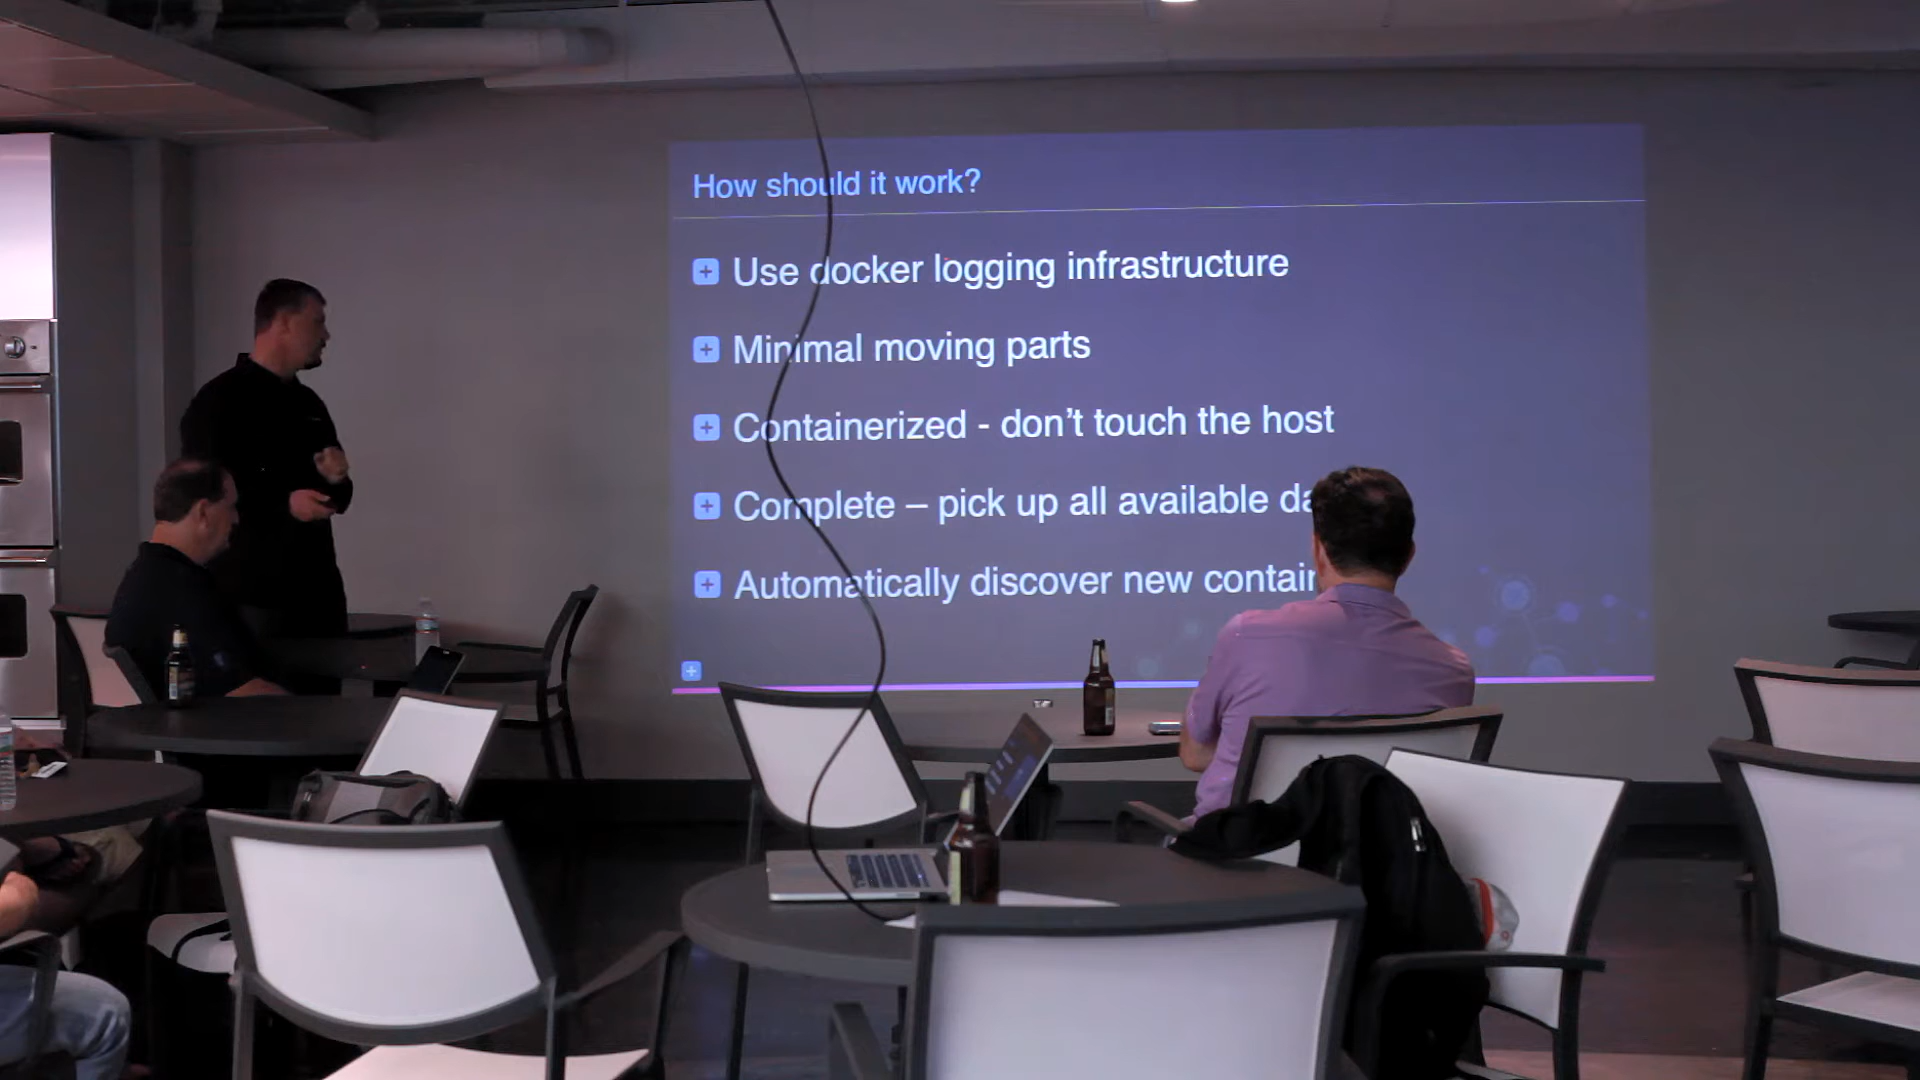 How should it work?
Use docker logging infrastructure
Minimal moving parts
Containerized - don't touch the host
Complete – pick up all available
Automatically discover new